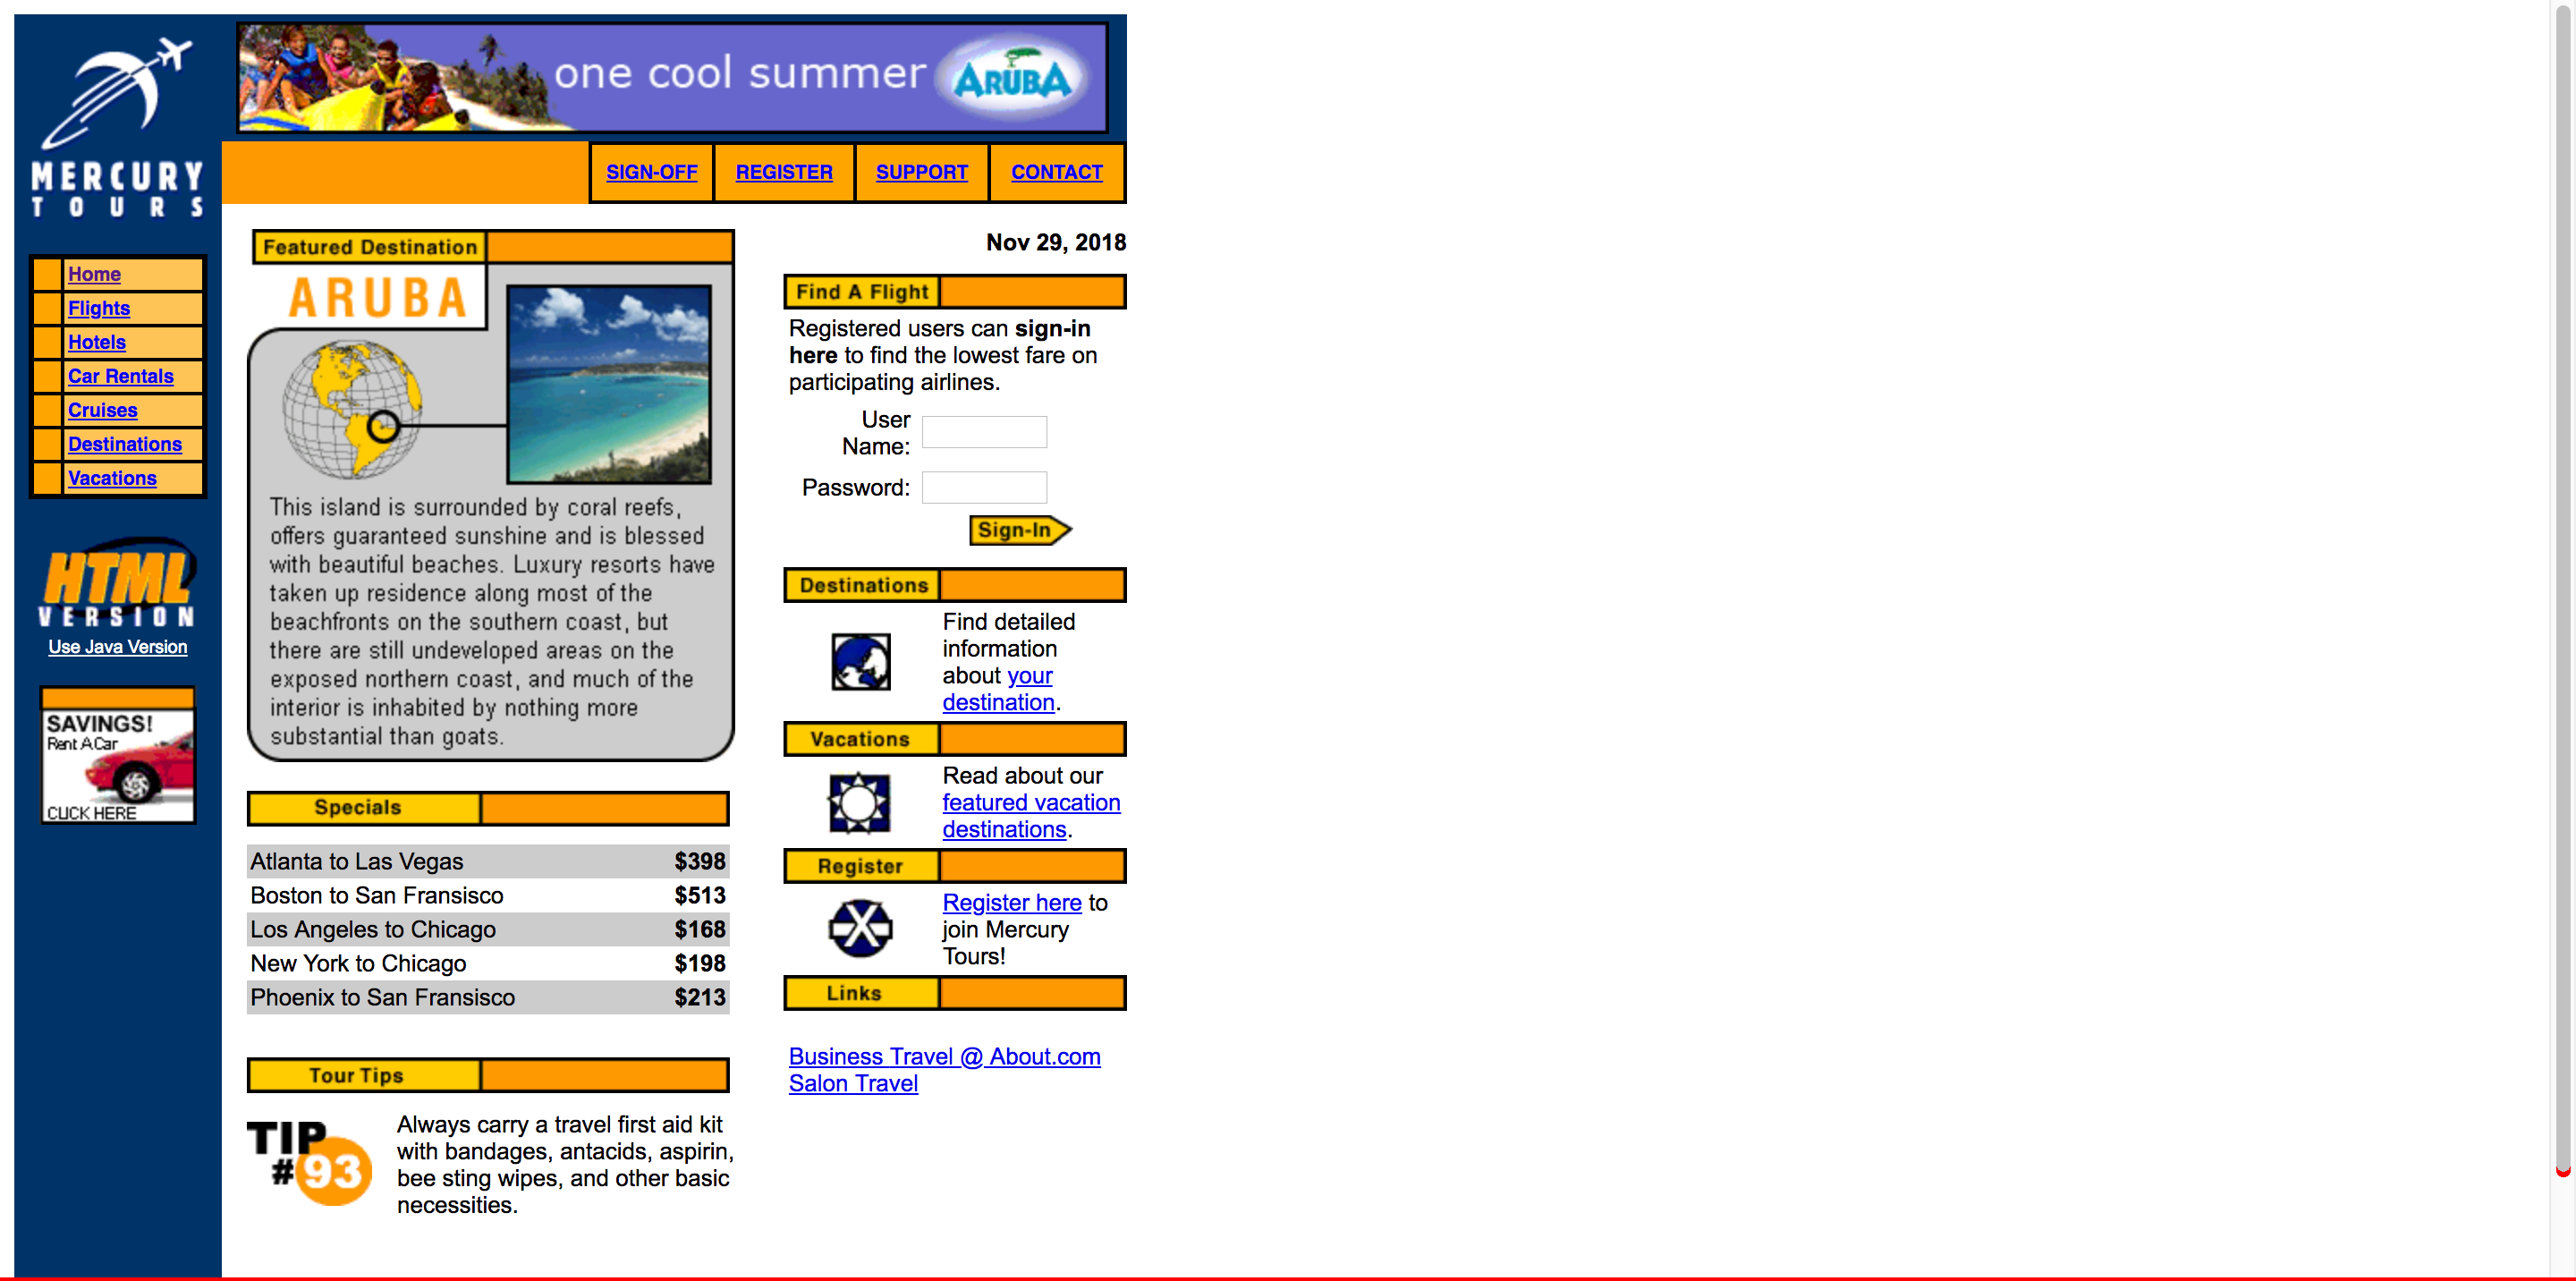 MERCURY
TOURS
one cool summer
ARUBA
SIGN-OFF
REGISTER
SUPPORT
CONTACT
Home
Flights
Hotels
Car Rentals
Cruises
Destinations
Vacations
HTML
VERSION
Use Java Version
SAVINGS!
Rent A Car
CLICK HERE
Featured Destination
ARUBA
This island is surrounded by coral reefs,
offers guaranteed sunshine and is blessed
with beautiful beaches. Luxury resorts have
taken up residence along most of the
beachfronts on the southern coast, but
there are still undeveloped areas on the
exposed northern coast, and much of the
interior is inhabited by nothing more
substantial than goats.
Specials
Atlanta to Las Vegas $398
Boston to San Fransisco $513
Los Angeles to Chicago $168
New York to Chicago $198
Phoenix to San Fransisco $213
Tour Tips
TIP
#93
Always carry a travel first aid kit
with bandages, antacids, aspirin,
bee sting wipes, and other basic
necessities.
Nov 29, 2018
Find A Flight
Registered users can sign-in
here to find the lowest fare on
participating airlines.
User
Name:
Password:
Sign-In
Destinations
Find detailed
information
about your
destination.
Vacations
Read about our
featured vacation
destinations.
Register
Register here to
join Mercury
Tours!
Links
Business Travel @ About.com
Salon Travel